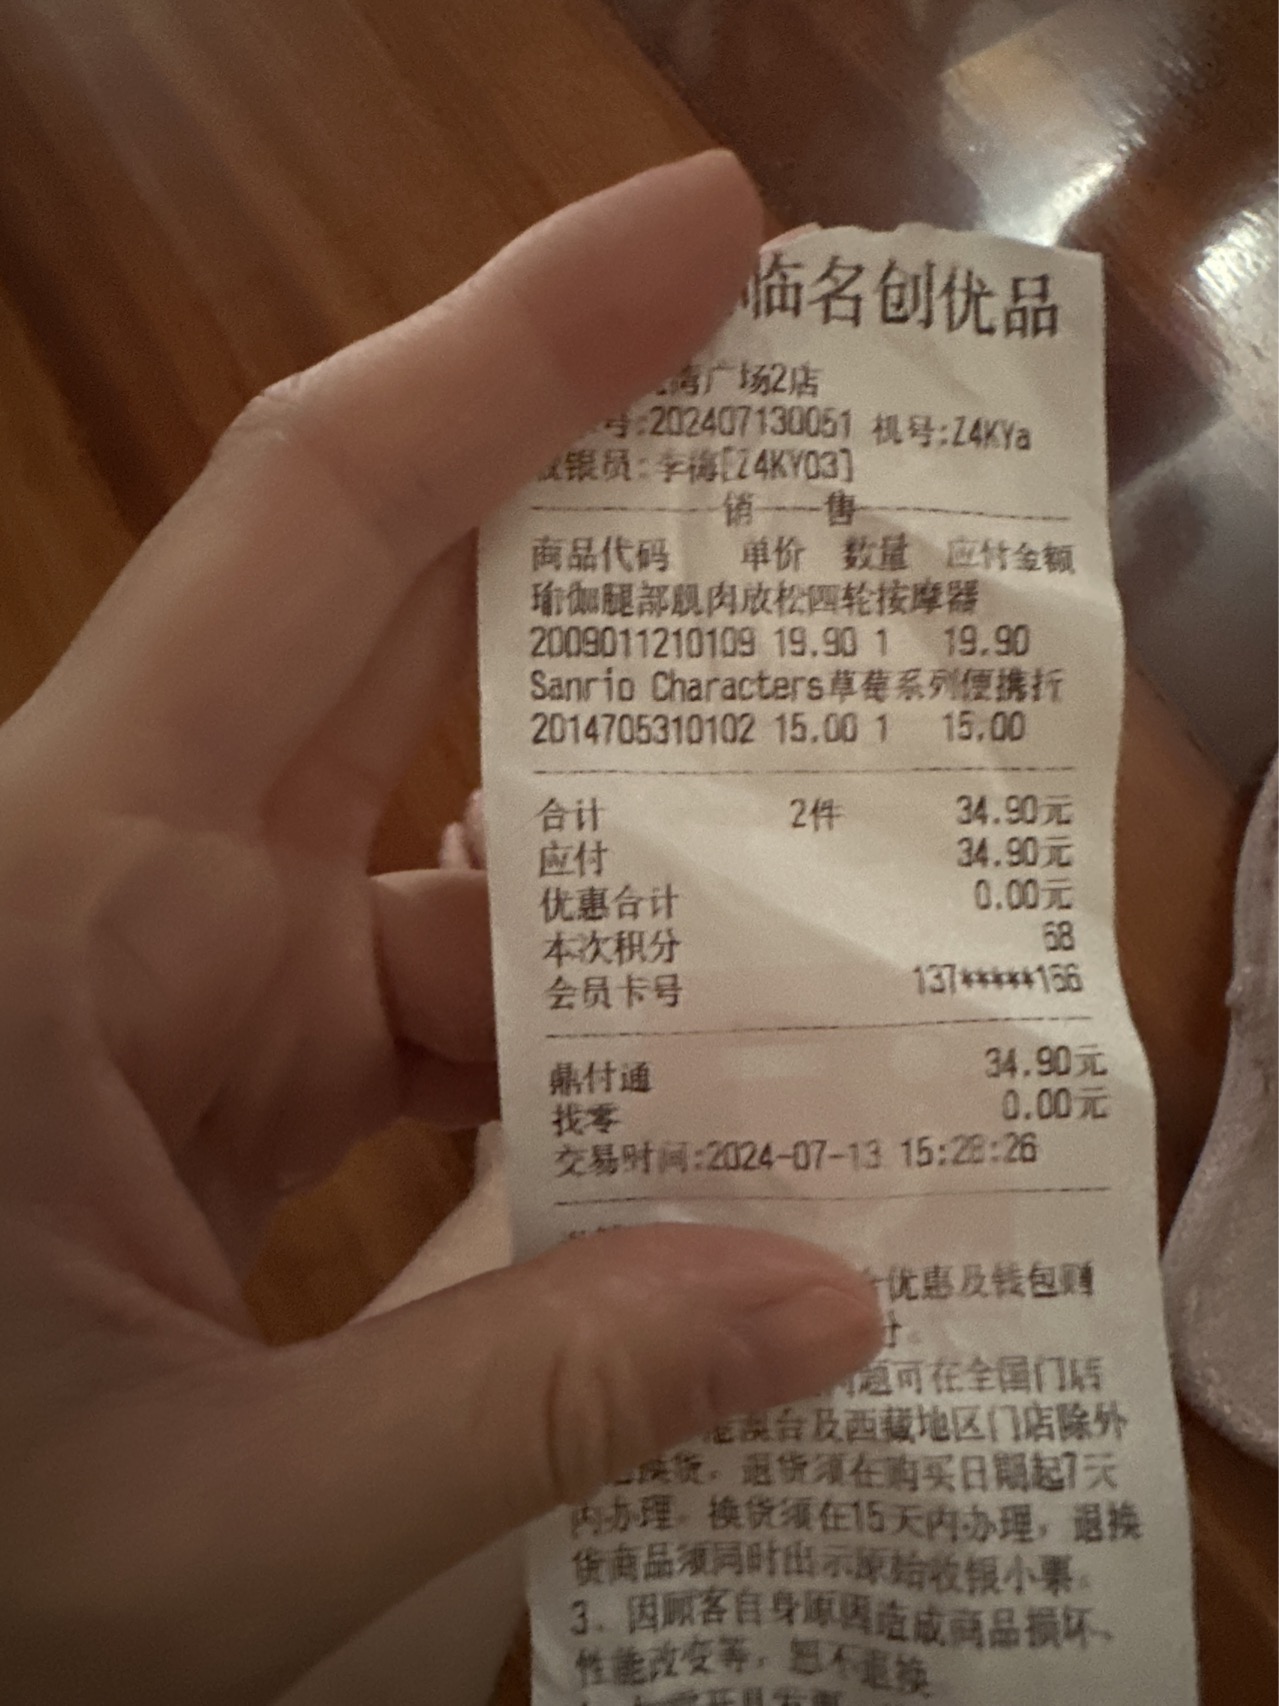 临名创优品
湾广场2店
号:202407130051 机号:Z4KYa
银员:李梅[Z4KY03]
销 售
商品代码 单价 数量 应付金额
瑜伽腿部肌肉放松四轮按摩器
2009011210109 19.90 1 19.90
Sanrio Characters草莓系列便携折
2014705310102 15.00 1 15.00
合计 2件 34.90元
应付 34.90元
优惠合计 0.00元
本次积分 68
会员卡号 137*****166
鼎付通 34.90元
找零 0.00元
交易时间:2024-07-13 15:28:26
优惠及钱包赠
分。
问题可在全国门店
港澳台及西藏地区门店除外
换货,退货须在购买日期起7天
内办理。换货须在15天内办理,退换
货商品须同时出示原始收银小票。
3、因顾客自身原因造成商品损坏、
性能改变等,恕不退换